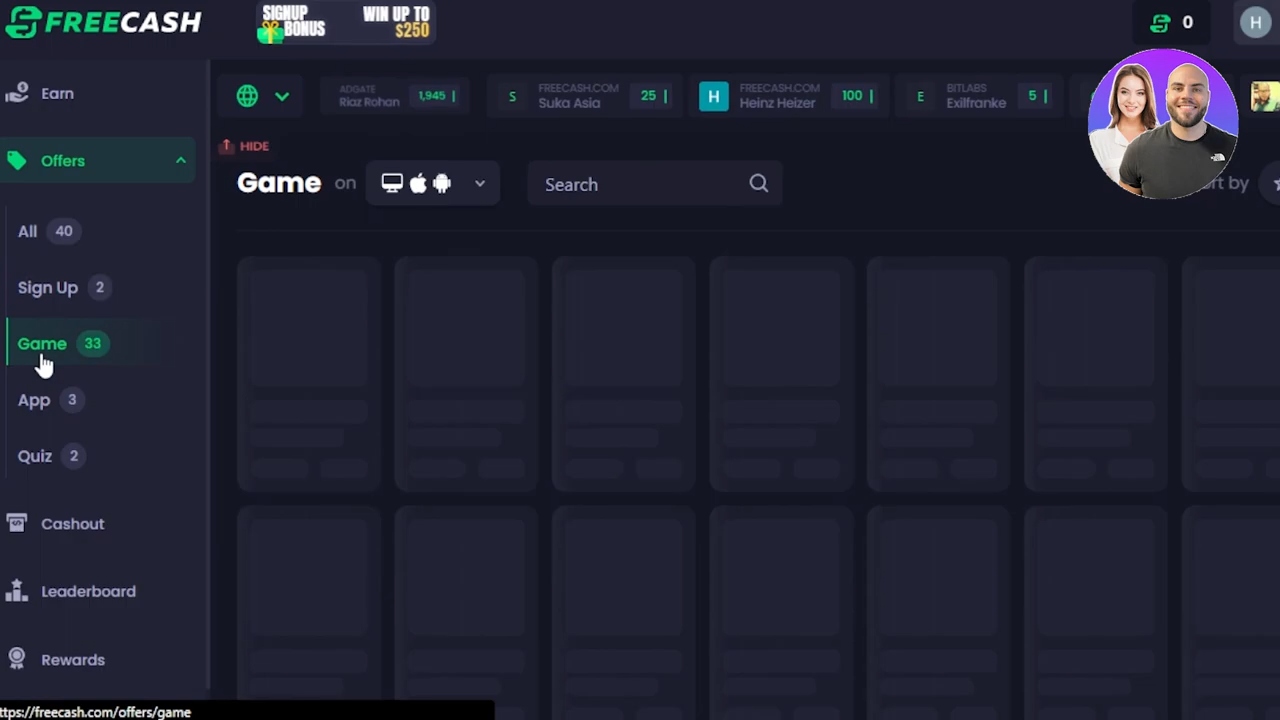 FREECASH
SIGNUP BONUS
WIN UP TO $250
0
H
Earn
Offers
All 40
Sign Up 2
Game 33
App 3
Quiz 2
Cashout
Leaderboard
Rewards
ADGATE
Riaz Rohan
1,945
S
FREECASH.COM
Suka Asia
25
H
FREECASH.COM
Heinz Heizer
100
E
BITLABS
Exilfranke
5
HIDE
Game on
Search
ort by
ttps://freecash.com/offers/game